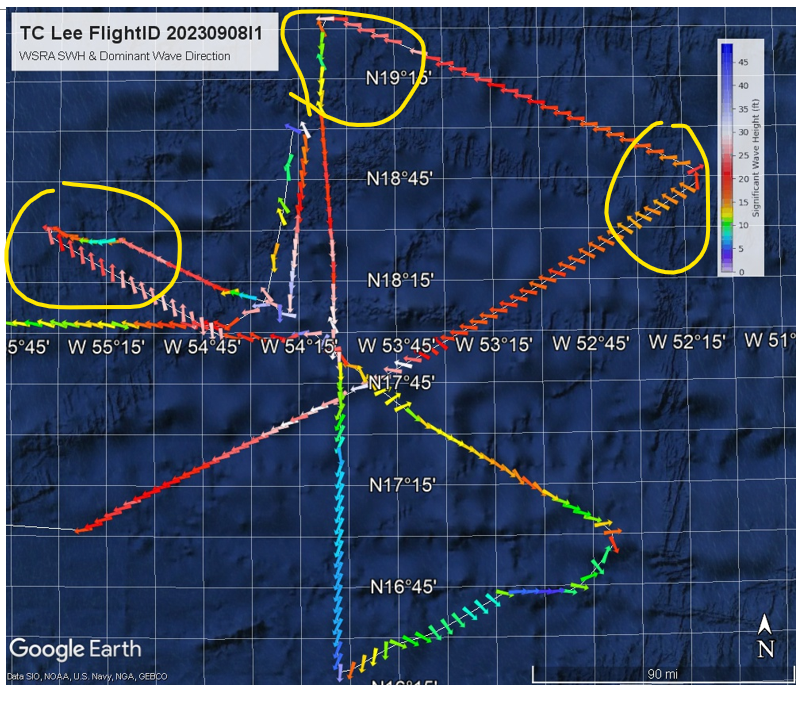 TC Lee FlightID 20230908I1
WSRA SWH & Dominant Wave Direction
N19°15'
N18°45'
N18°15'
5°45' W 55°15' W 54°45' W 54°15' W 53°45' W 53°15' W 52°45' W 52°15' W 51°
N17°45'
N17°15'
N16°45'
45
40
35
30
25
20
15
10
5
0
Significant Wave Height (ft)
Google Earth
Data SIO, NOAA, U.S. Navy, NGA, GEBCO
90 mi
N